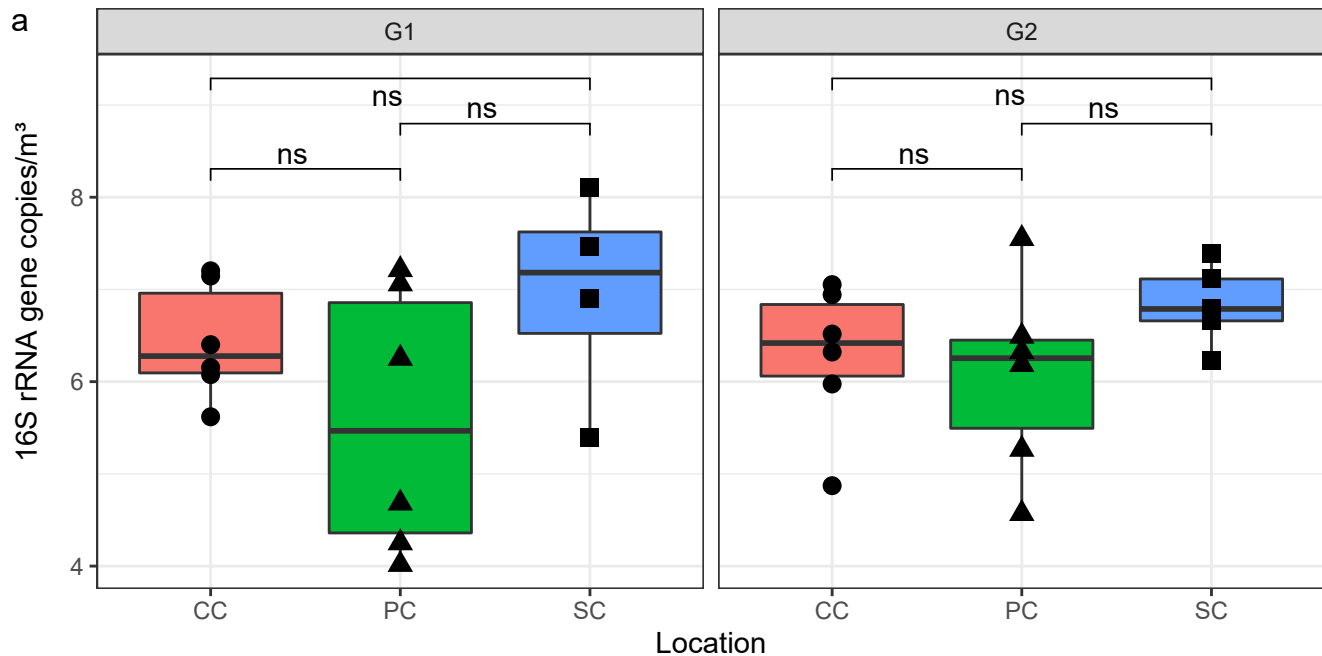 a
G1
G2
16S rRNA gene copies/m³
8
6
4
ns
ns
ns
ns
ns
ns
CC
PC
SC
CC
PC
SC
Location